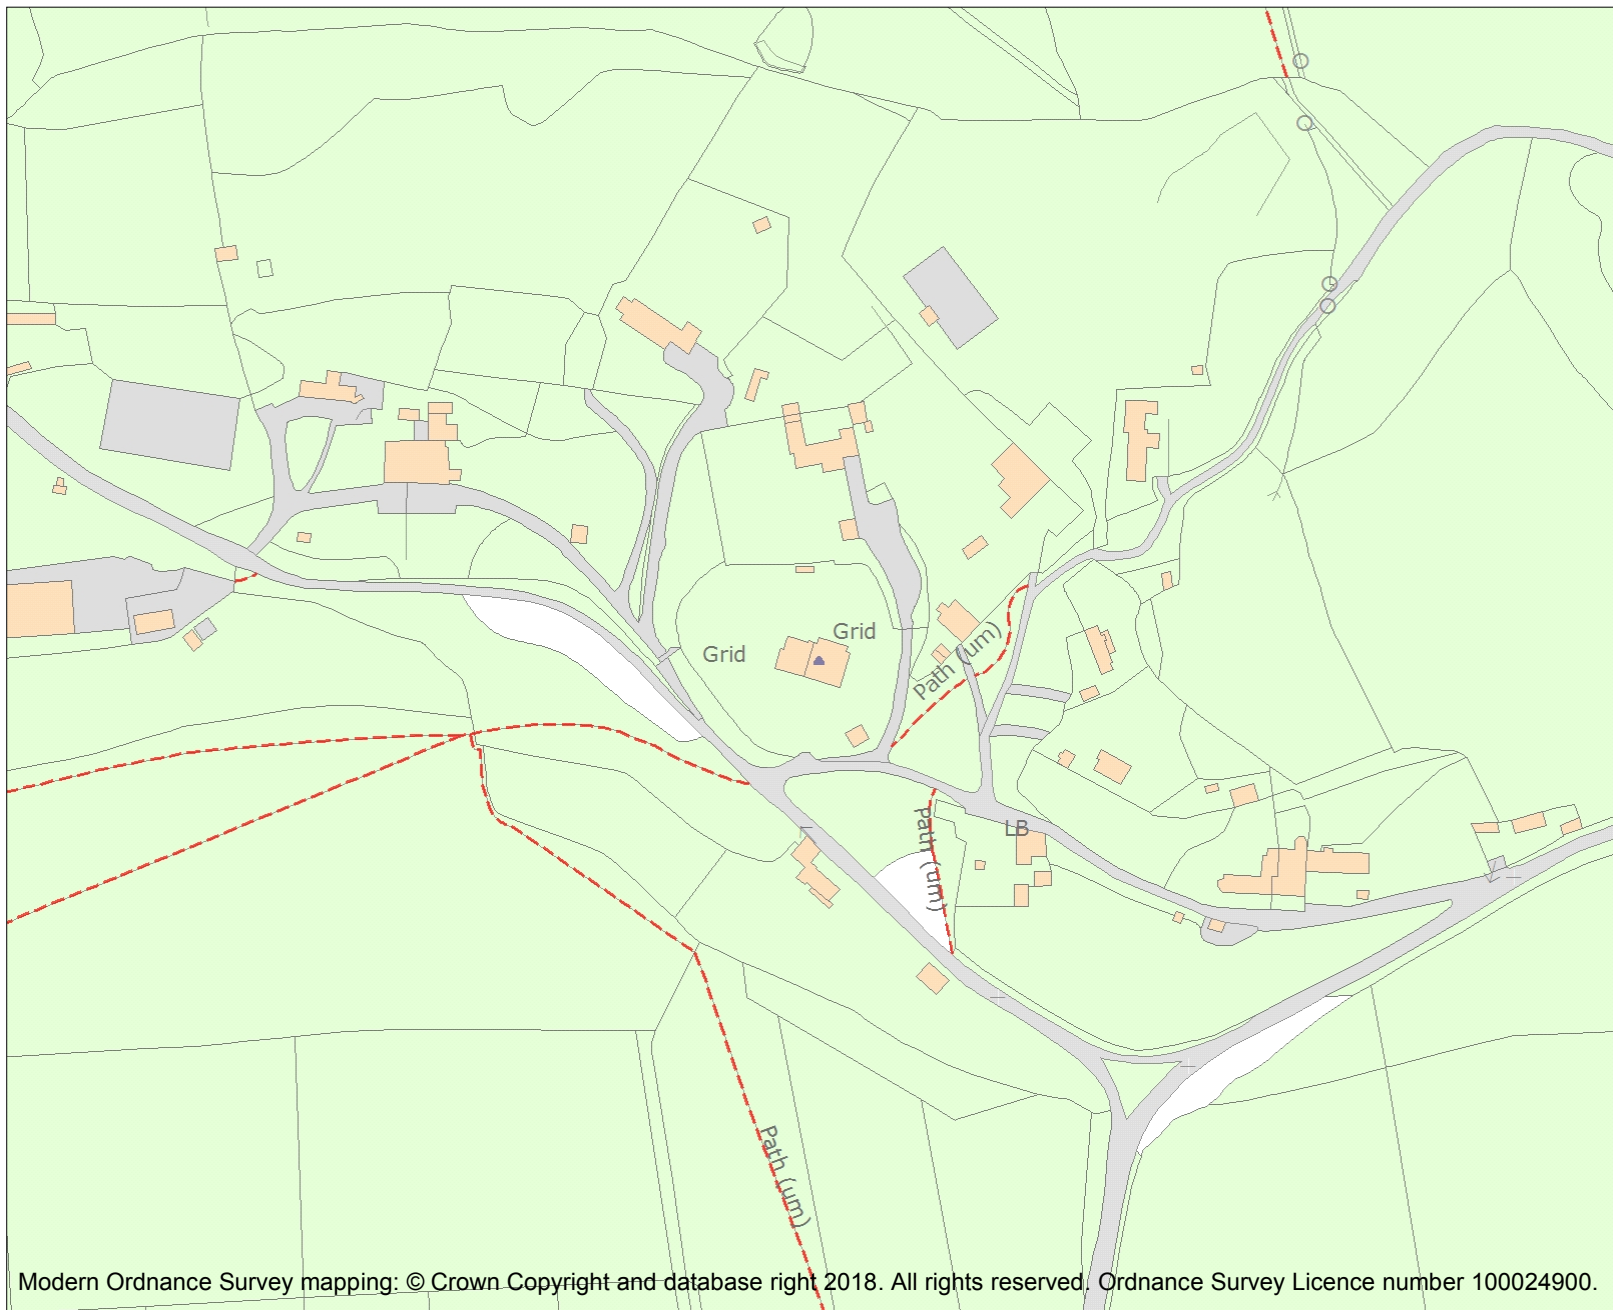 Grid
Grid
Path (um)
LB
Path (um)
Path (um)
Modern Ordnance Survey mapping: © Crown Copyright and database right 2018. All rights reserved. Ordnance Survey Licence number 100024900.